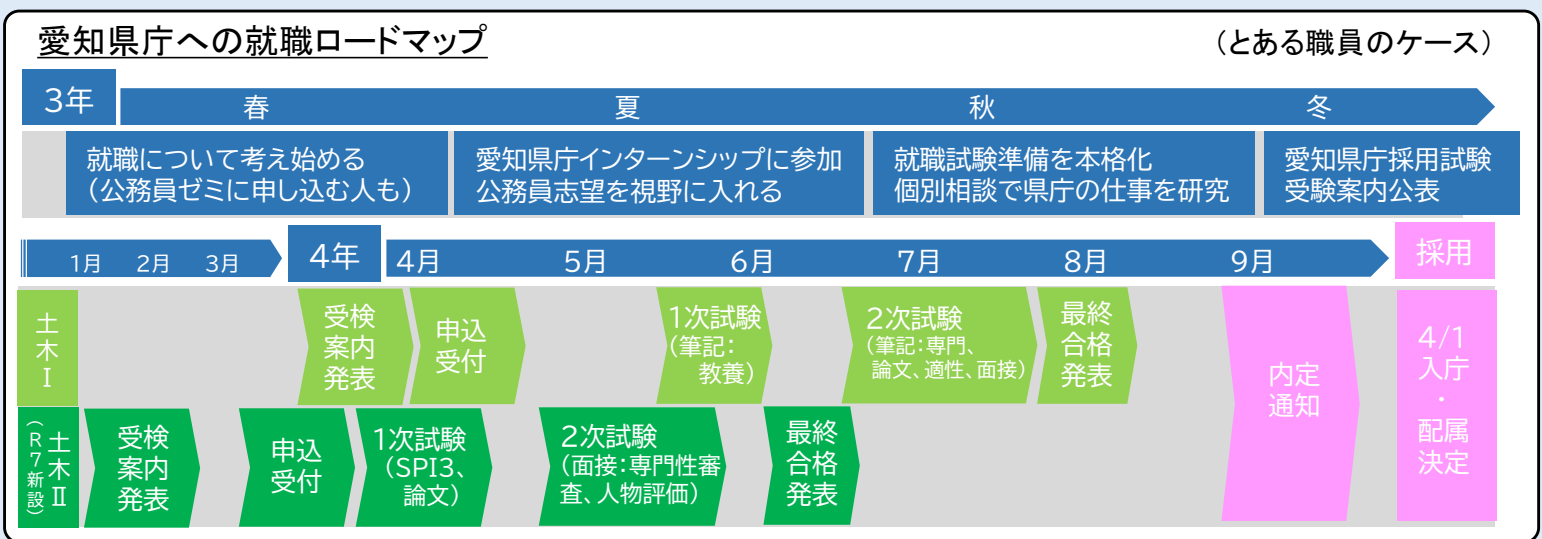 愛知県庁への就職ロードマップ
（とある職員のケース）
3年
春
夏
秋
冬
就職について考え始める
（公務員ゼミに申し込む人も）
愛知県庁インターンシップに参加
公務員志望を視野に入れる
就職試験準備を本格化
個別相談で県庁の仕事を研究
愛知県庁採用試験
受験案内公表
1月
2月
3月
4年
4月
5月
6月
7月
8月
9月
採用
土木Ⅰ
受検
案内
発表
申込
受付
1次試験
（筆記：
教養）
2次試験
（筆記：専門、
論文、適性、面接）
最終
合格
発表
内定
通知
4/1
入庁
・
配属
決定
土木Ⅱ
（R7新設）
受検
案内
発表
申込
受付
1次試験
（SPI3、
論文）
2次試験
（面接：専門性審
査、人物評価）
最終
合格
発表